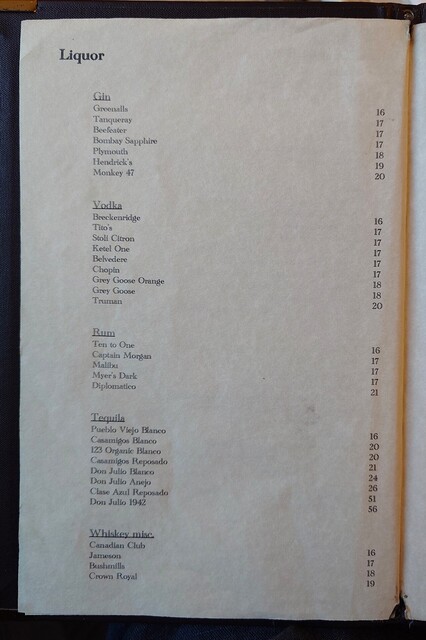 Liquor
Gin
Greenalls 16
Tanqueray 17
Beefeater 17
Bombay Sapphire 17
Plymouth 18
Hendrick's 19
Monkey 47 20
Vodka
Breckenridge 16
Tito's 17
Stoli Citron 17
Ketel One 17
Belvedere 17
Chopin 17
Grey Goose Orange 18
Grey Goose 18
Truman 20
Rum
Ten to One 16
Captain Morgan 17
Malibu 17
Myer's Dark 17
Diplomatico 21
Tequila
Pueblo Viejo Blanco 16
Casamigos Blanco 20
123 Organic Blanco 20
Casamigos Reposado 21
Don Julio Blanco 24
Don Julio Anejo 26
Clase Azul Reposado 51
Don Julio 1942 56
Whiskey misc.
Canadian Club 16
Jameson 17
Bushmills 18
Crown Royal 19